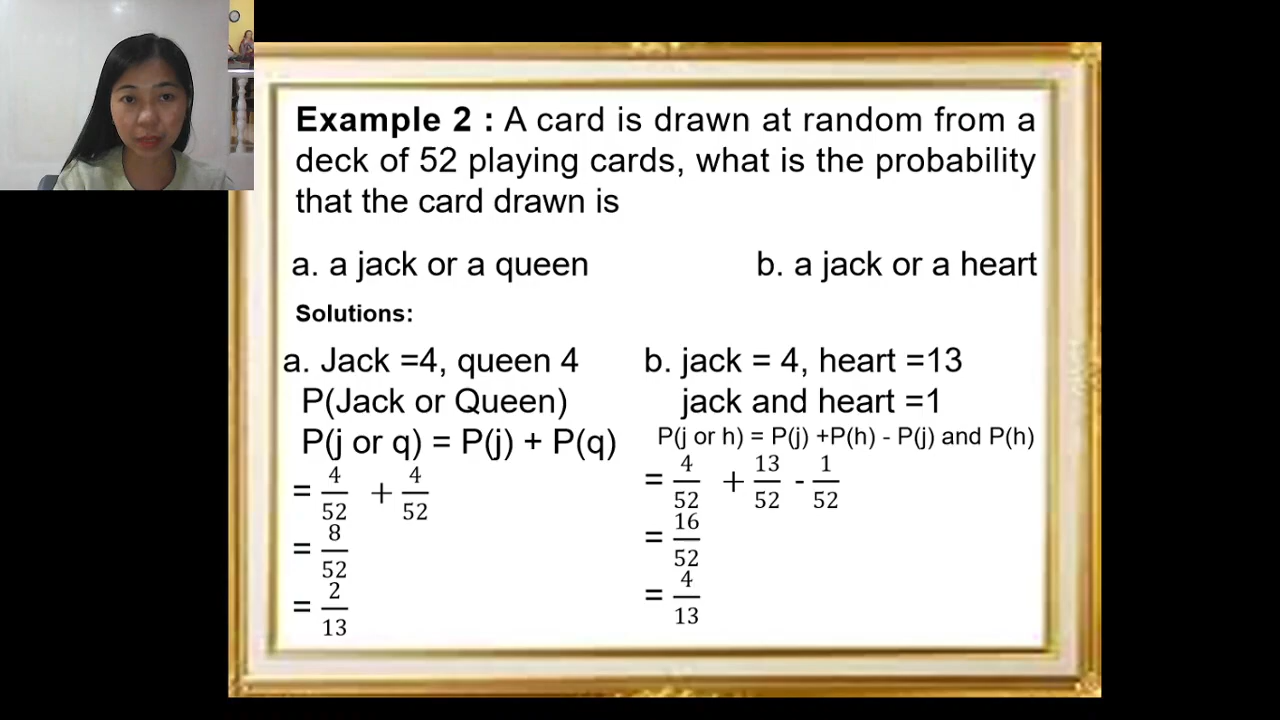 Example 2 : A card is drawn at random from a
deck of 52 playing cards, what is the probability
that the card drawn is
a. a jack or a queen
b. a jack or a heart
Solutions:
a. Jack =4, queen 4
P(Jack or Queen)
P(j or q) = P(j) + P(q)
= 4/52 + 4/52
= 8/52
= 2/13
b. jack = 4, heart =13
jack and heart =1
P(j or h) = P(j) +P(h) - P(j) and P(h)
= 4/52 + 13/52 - 1/52
= 16/52
= 4/13